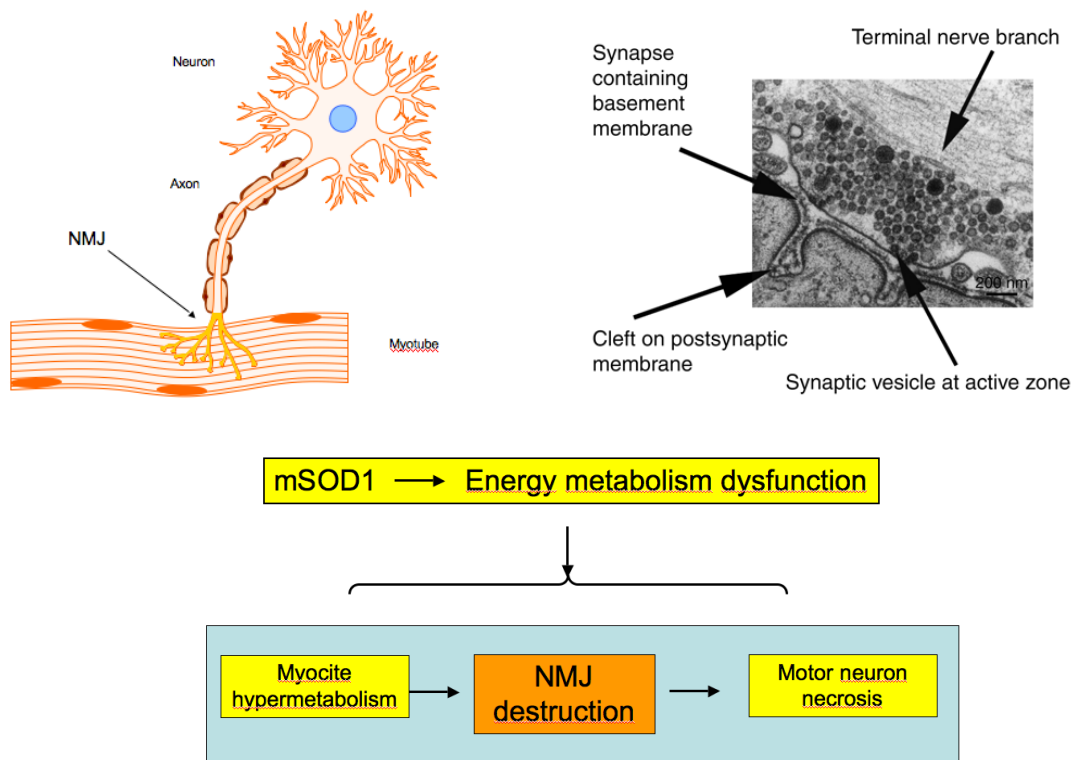 Neuron
Axon
NMJ
Myotube
Synapse
containing
basement
membrane
Terminal nerve branch
200 nm
Cleft on postsynaptic
membrane
Synaptic vesicle at active zone
mSOD1 → Energy metabolism dysfunction
Myocite
hypermetabolism
NMJ
destruction
Motor neuron
necrosis